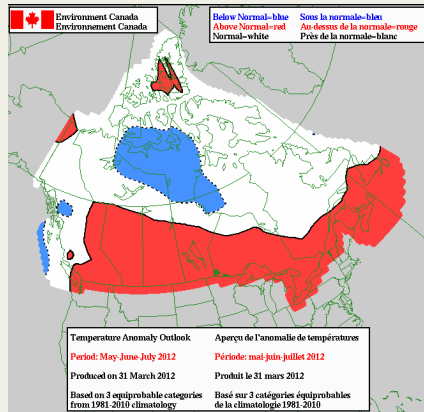 Environment Canada
Environnement Canada
Below Normal=blue Sous la normale=bleu
Above Normal=red Au-dessus de la normale=rouge
Normal=white Près de la normale=blanc
Temperature Anomaly Outlook Aperçu de l'anomalie de températures
Period: May-June-July 2012 Période: mai-juin-juillet 2012
Produced on 31 March 2012 Produit le 31 mars 2012
Based on 3 equiprobable categories Basé sur 3 catégories équiprobables
from 1981-2010 climatology de la climatologie 1981-2010